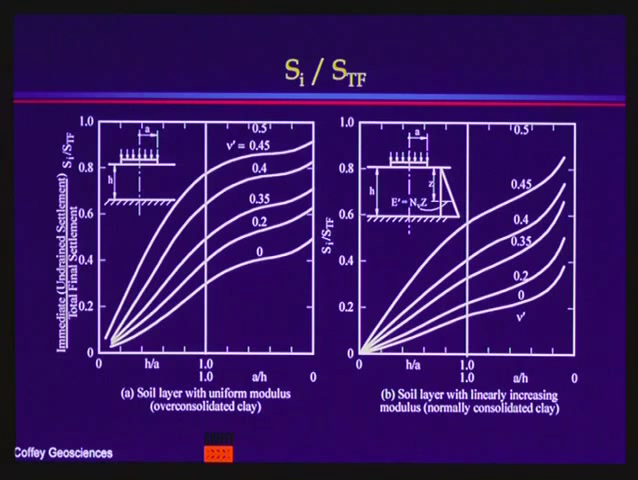 Si / STF
Immediate (Undrained Settlement)
Total Final Settlement
Si/STF
1.0
0.8
0.6
0.4
0.2
0
a
h
0.5
ν' = 0.45
0.4
0.35
0.2
0
0
h/a
1.0
1.0
a/h
0
(a) Soil layer with uniform modulus
(overconsolidated clay)
Si/STF
1.0
0.8
0.6
0.4
0.2
0
a
h
z
0.5
0.45
0.4
0.35
0.2
0
ν'
0
h/a
1.0
1.0
a/h
0
(b) Soil layer with linearly increasing
modulus (normally consolidated clay)
Coffey Geosciences